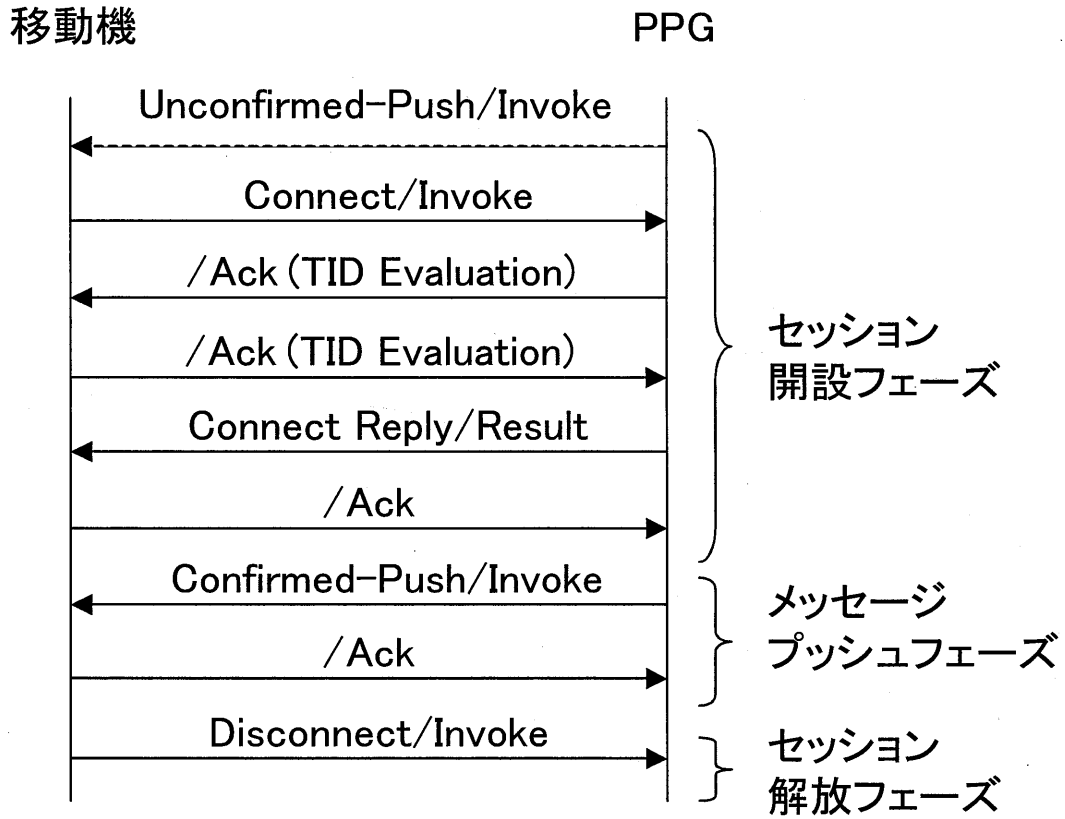 移動機
PPG
Unconfirmed-Push/Invoke
Connect/Invoke
/Ack(TID Evaluation)
/Ack(TID Evaluation)
Connect Reply/Result
/Ack
セッション
開設フェーズ
Confirmed-Push/Invoke
/Ack
メッセージ
プッシュフェーズ
Disconnect/Invoke
セッション
解放フェーズ